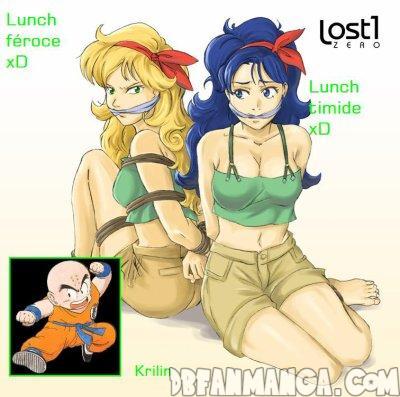 Lunch
féroce
xD
Lost1
ZERO
Lunch
timide
xD
Krilin
DBFANMANGA.COM